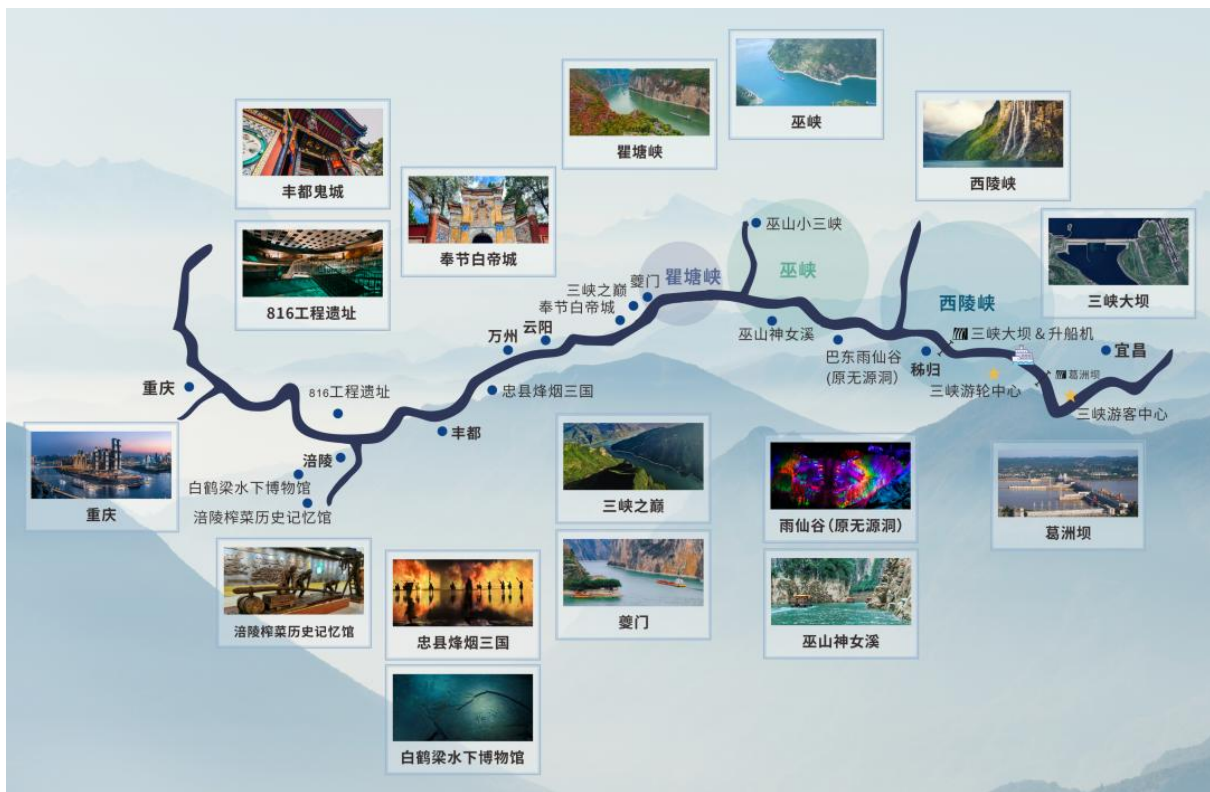 巫峡
瞿塘峡
西陵峡
丰都鬼城
奉节白帝城
三峡大坝
816工程遗址
巫山小三峡
瞿塘峡
巫峡
西陵峡
夔门
三峡之巅
奉节白帝城
云阳
万州
巫山神女溪
三峡大坝&升船机
宜昌
巴东雨仙谷
(原无源洞)
秭归
葛洲坝
三峡游轮中心
三峡游客中心
重庆
816工程遗址
忠县烽烟三国
丰都
涪陵
白鹤梁水下博物馆
涪陵榨菜历史记忆馆
重庆
三峡之巅
雨仙谷(原无源洞)
葛洲坝
涪陵榨菜历史记忆馆
忠县烽烟三国
夔门
巫山神女溪
白鹤梁水下博物馆